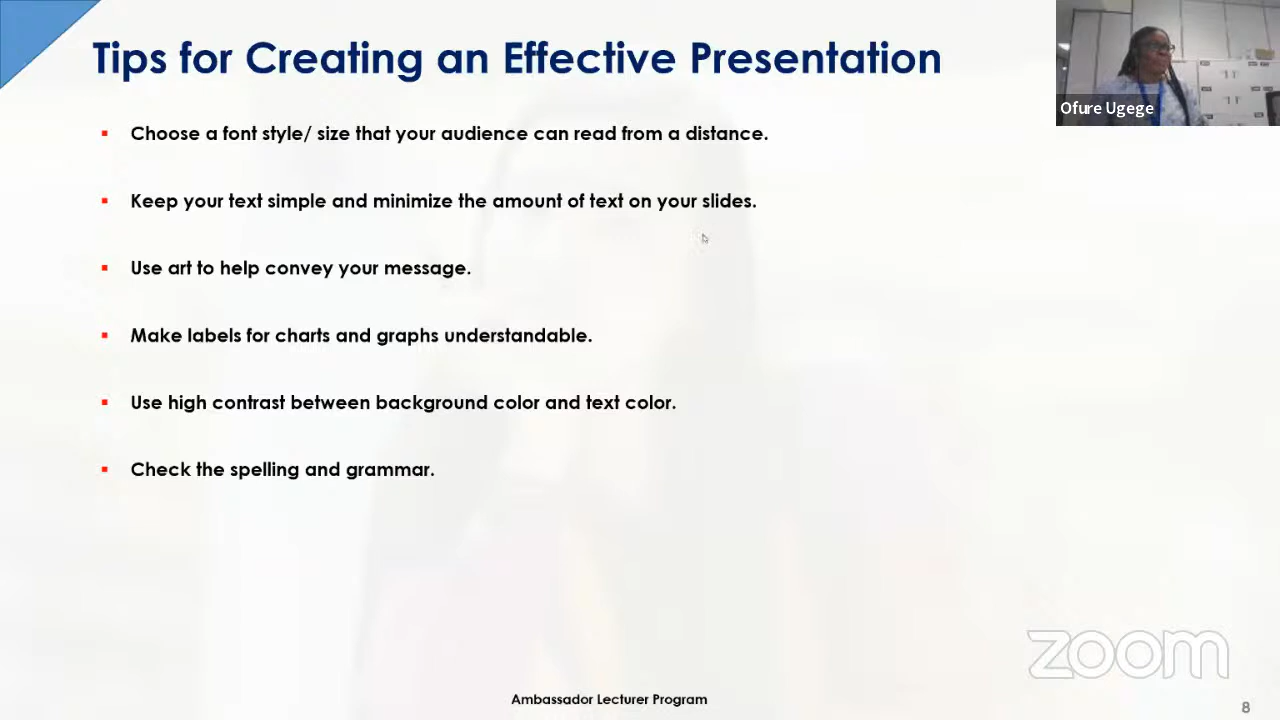 Tips for Creating an Effective Presentation
Ofure Ugege
Choose a font style/ size that your audience can read from a distance.
Keep your text simple and minimize the amount of text on your slides.
Use art to help convey your message.
Make labels for charts and graphs understandable.
Use high contrast between background color and text color.
Check the spelling and grammar.
zoom
Ambassador Lecturer Program
8